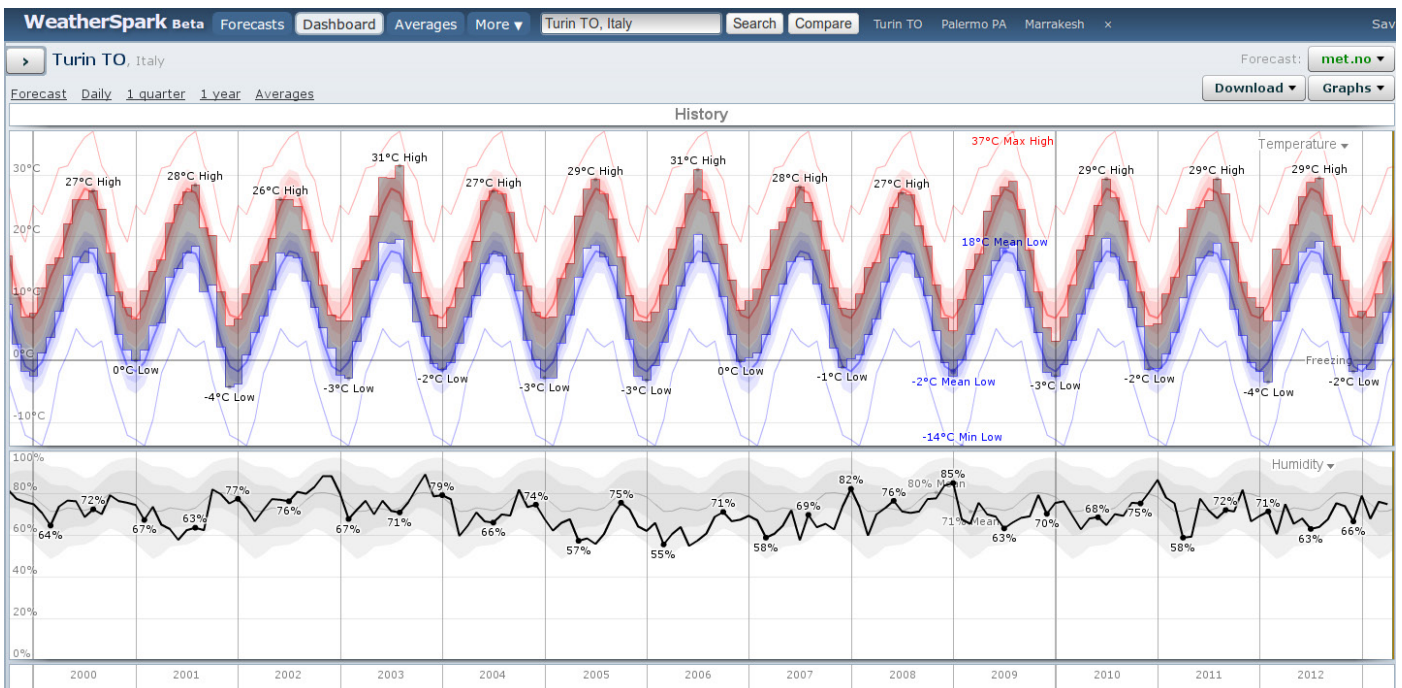 WeatherSpark Beta Forecasts Dashboard Averages More ▾ Turin TO, Italy Search Compare Turin TO Palermo PA Marrakesh × Sav
› Turin TO, Italy Forecast: met.no ▾
Forecast Daily 1 quarter 1 year Averages Download ▾ Graphs ▾
History
Temperature ▾
37°C Max High
30°C
20°C
10°C
0°C
-10°C
27°C High
28°C High
26°C High
31°C High
27°C High
29°C High
31°C High
28°C High
27°C High
29°C High
29°C High
29°C High
18°C Mean Low
Freezing
0°C Low
-4°C Low
-3°C Low
-2°C Low
-3°C Low
-3°C Low
0°C Low
-1°C Low
-2°C Mean Low
-3°C Low
-2°C Low
-4°C Low
-2°C Low
-14°C Min Low
Humidity ▾
100%
80%
60%
40%
20%
0%
64%
72%
67%
63%
77%
76%
67%
71%
79%
66%
74%
57%
75%
55%
71%
58%
69%
82%
76%
80% Mean
85%
71% Mean
63%
70%
68%
75%
58%
72%
71%
63%
66%
2000 2001 2002 2003 2004 2005 2006 2007 2008 2009 2010 2011 2012